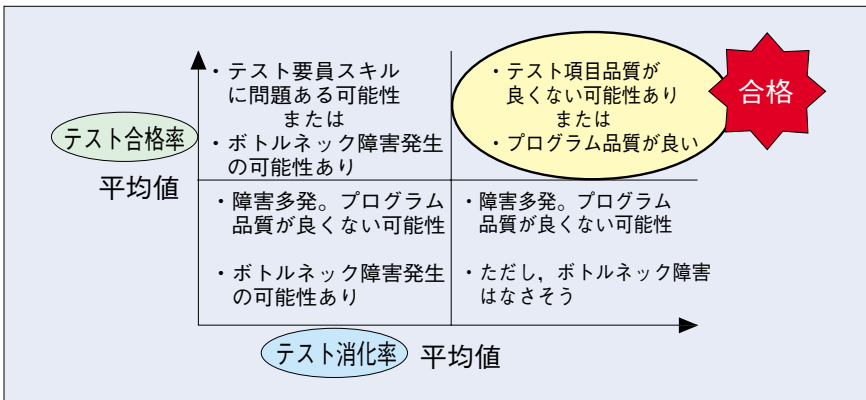 ・テスト要員スキル
に問題ある可能性
または
・ボトルネック障害発生
の可能性あり
・テスト項目品質が
良くない可能性あり
または
・プログラム品質が良い
合格
テスト合格率
平均値
・障害多発。プログラム
品質が良くない可能性
・ボトルネック障害発生
の可能性あり
・障害多発。プログラム
品質が良くない可能性
・ただし，ボトルネック障害
はなさそう
テスト消化率
平均値